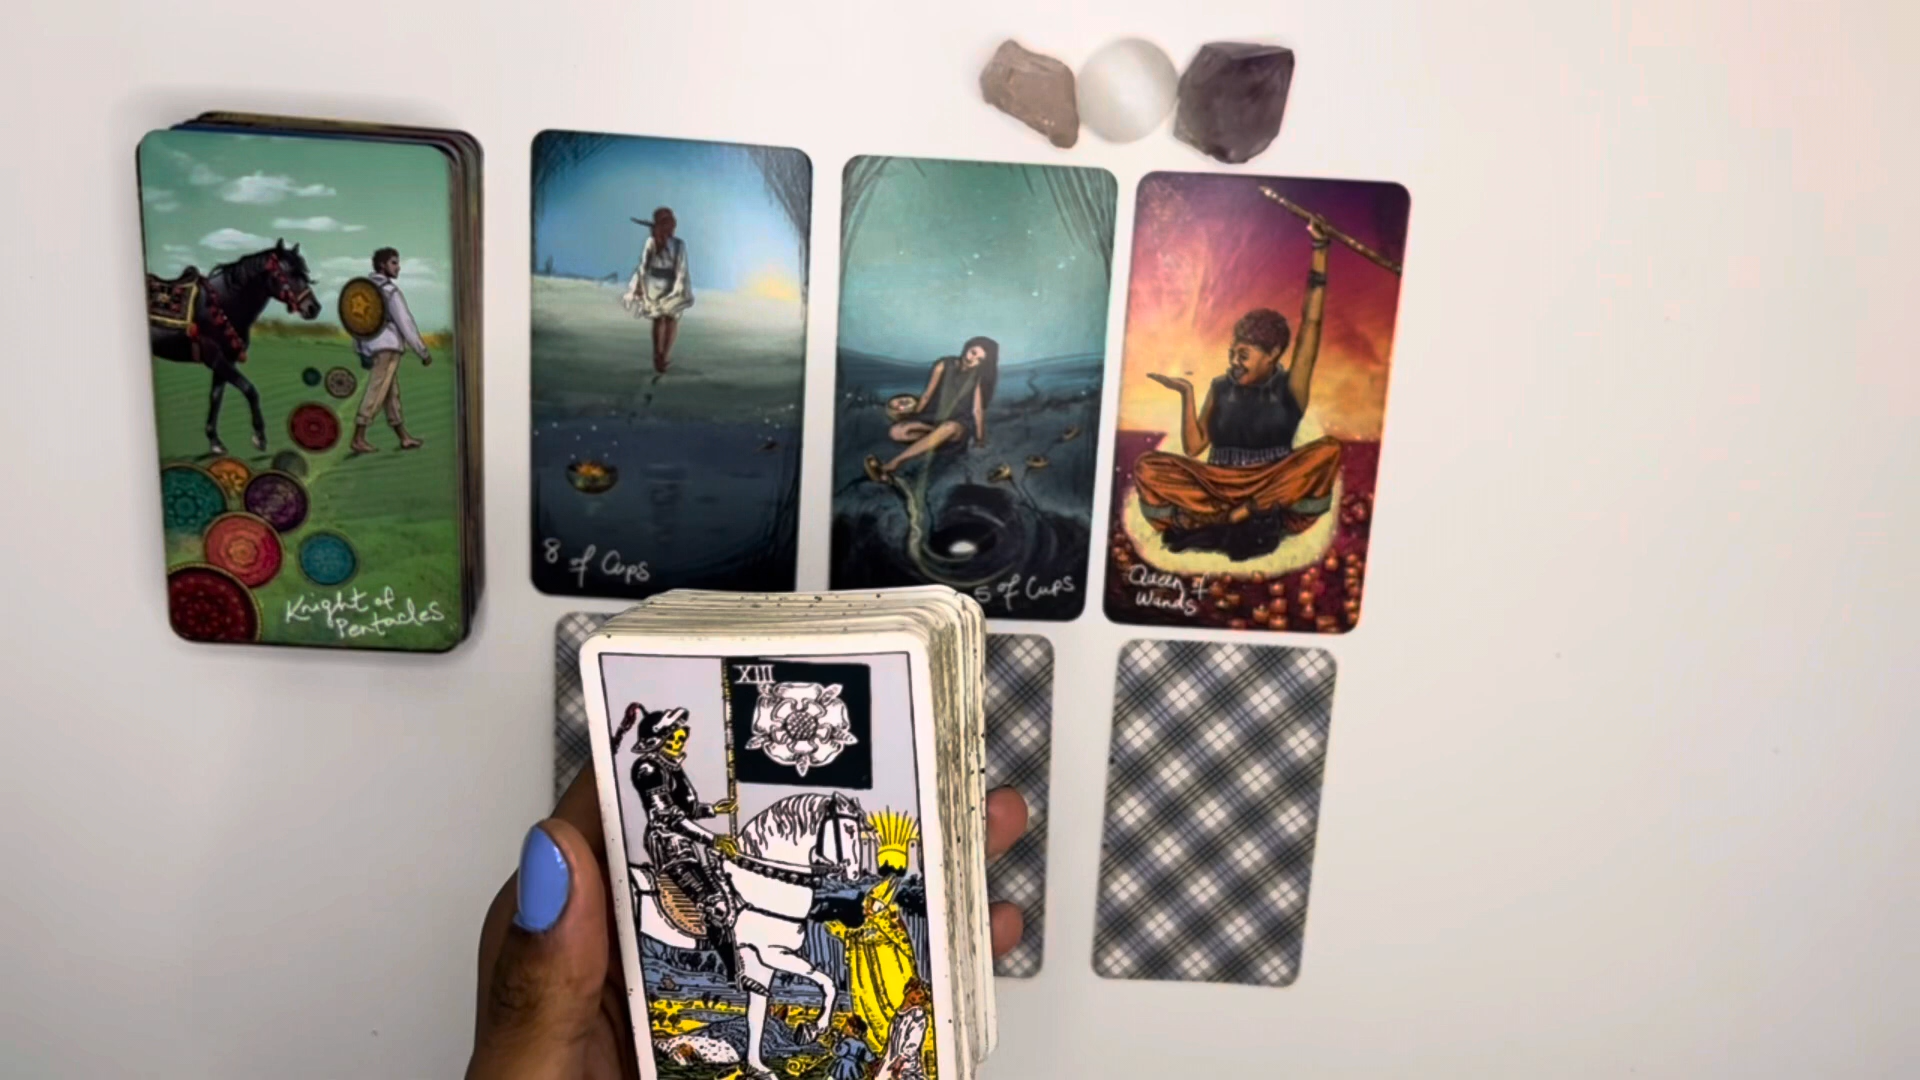 Knight of
Pentacles
8 of Cups
5 of Cups
Queen of
Wands
XIII